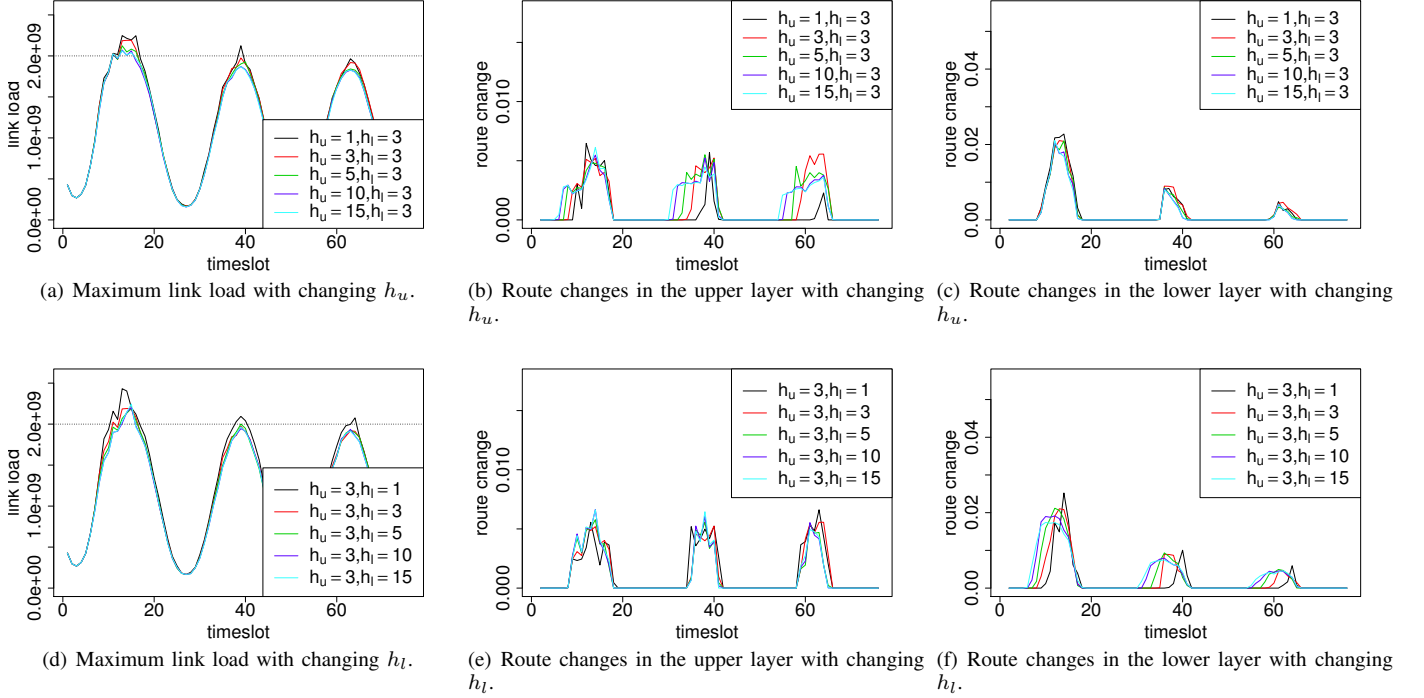 h_u = 1,h_l = 3
h_u = 3,h_l = 3
h_u = 5,h_l = 3
h_u = 10,h_l = 3
h_u = 15,h_l = 3
0.0e+00 1.0e+09 2.0e+09
link load
0 20 40 60
timeslot
(a) Maximum link load with changing h_u.
h_u = 1,h_l = 3
h_u = 3,h_l = 3
h_u = 5,h_l = 3
h_u = 10,h_l = 3
h_u = 15,h_l = 3
0.000 0.010
route change
0 20 40 60
timeslot
(b) Route changes in the upper layer with changing
h_u.
h_u = 1,h_l = 3
h_u = 3,h_l = 3
h_u = 5,h_l = 3
h_u = 10,h_l = 3
h_u = 15,h_l = 3
0.00 0.02 0.04
route change
0 20 40 60
timeslot
(c) Route changes in the lower layer with changing
h_u.
h_u = 3,h_l = 1
h_u = 3,h_l = 3
h_u = 3,h_l = 5
h_u = 3,h_l = 10
h_u = 3,h_l = 15
0.0e+00 1.0e+09 2.0e+09
link load
0 20 40 60
timeslot
(d) Maximum link load with changing h_l.
h_u = 3,h_l = 1
h_u = 3,h_l = 3
h_u = 3,h_l = 5
h_u = 3,h_l = 10
h_u = 3,h_l = 15
0.000 0.010
route change
0 20 40 60
timeslot
(e) Route changes in the upper layer with changing
h_l.
h_u = 3,h_l = 1
h_u = 3,h_l = 3
h_u = 3,h_l = 5
h_u = 3,h_l = 10
h_u = 3,h_l = 15
0.00 0.02 0.04
route change
0 20 40 60
timeslot
(f) Route changes in the lower layer with changing
h_l.